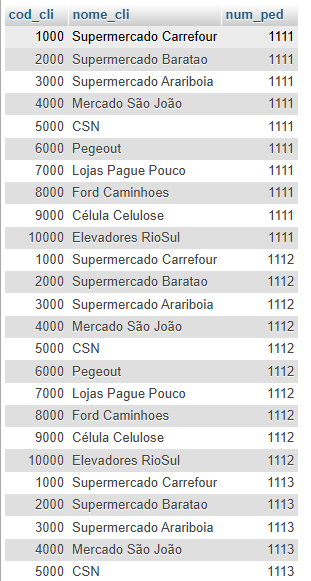 cod_cli nome_cli num_ped
1000 Supermercado Carrefour 1111
2000 Supermercado Baratao 1111
3000 Supermercado Arariboia 1111
4000 Mercado São João 1111
5000 CSN 1111
6000 Pegeout 1111
7000 Lojas Pague Pouco 1111
8000 Ford Caminhoes 1111
9000 Célula Celulose 1111
10000 Elevadores RioSul 1111
1000 Supermercado Carrefour 1112
2000 Supermercado Baratao 1112
3000 Supermercado Arariboia 1112
4000 Mercado São João 1112
5000 CSN 1112
6000 Pegeout 1112
7000 Lojas Pague Pouco 1112
8000 Ford Caminhoes 1112
9000 Célula Celulose 1112
10000 Elevadores RioSul 1112
1000 Supermercado Carrefour 1113
2000 Supermercado Baratao 1113
3000 Supermercado Arariboia 1113
4000 Mercado São João 1113
5000 CSN 1113